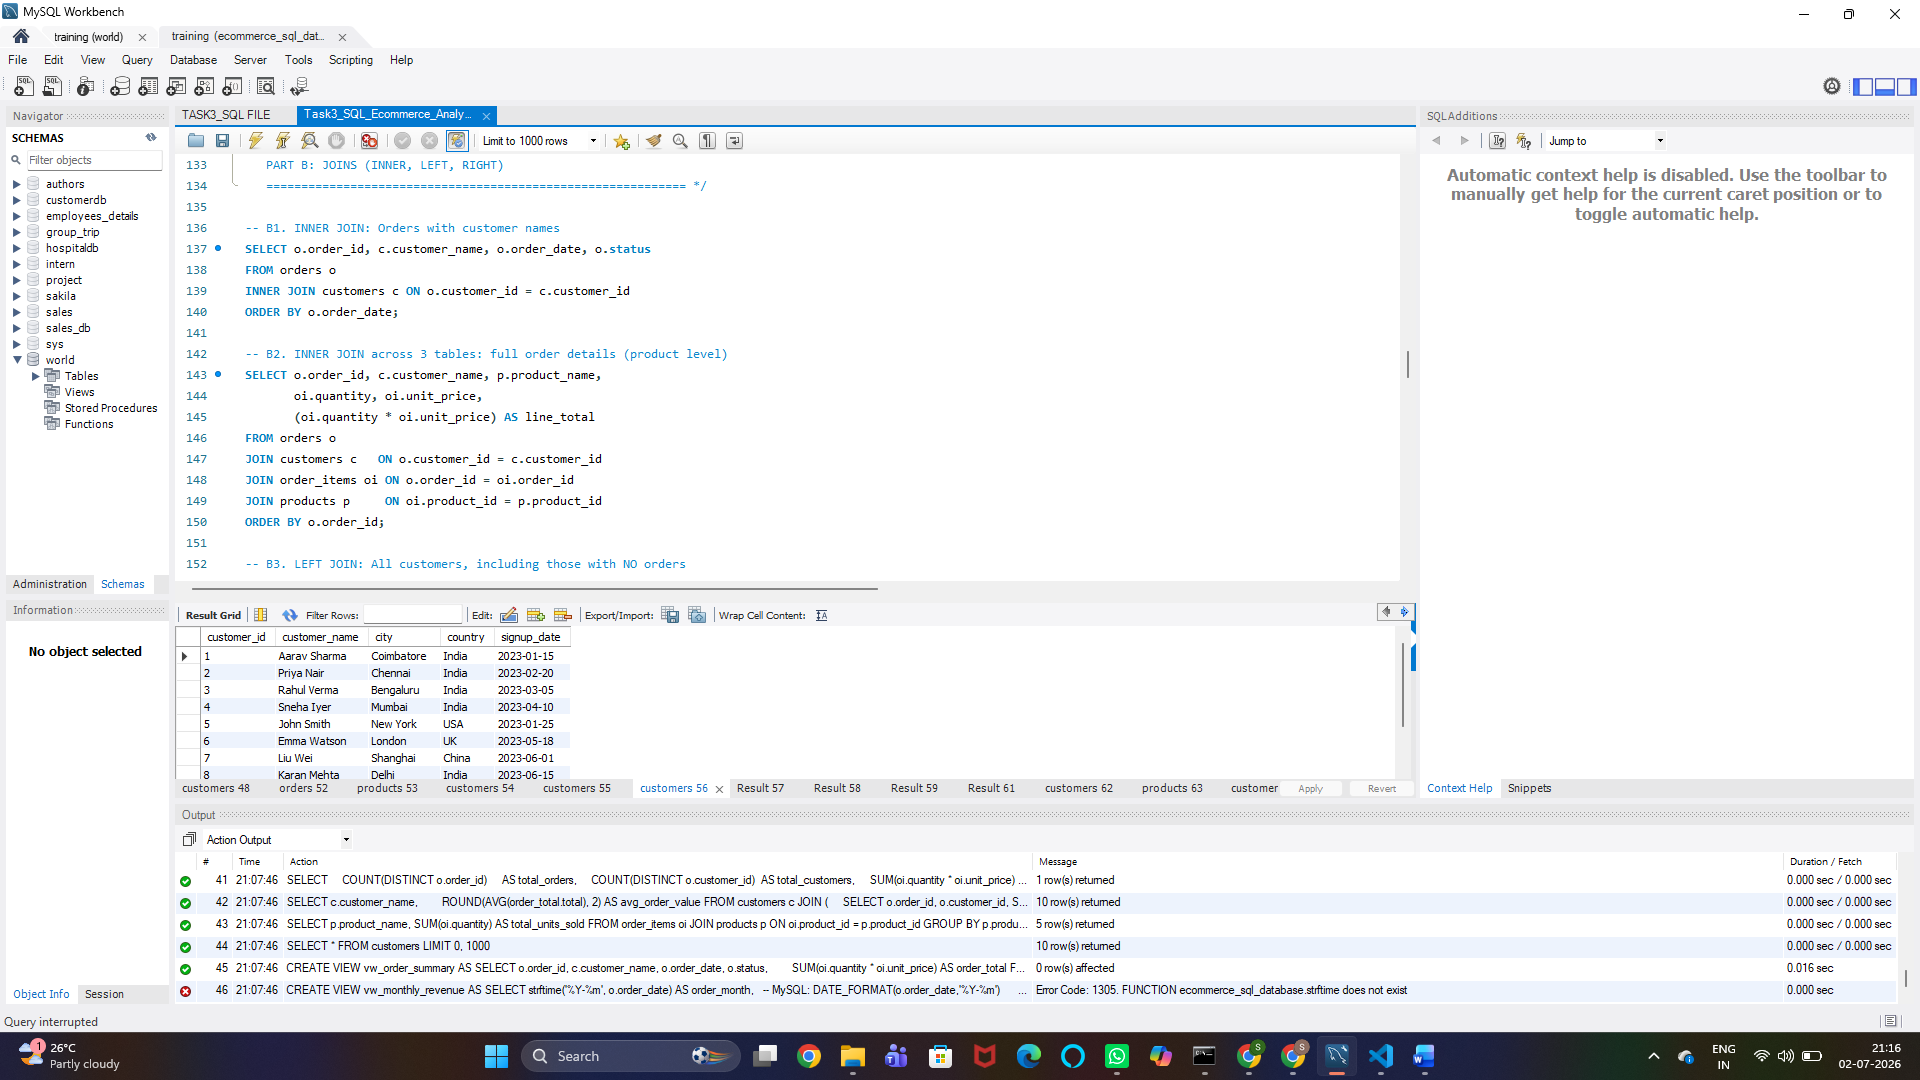 MySQL Workbench
training (world)
training (ecommerce_sql_dat...
File Edit View Query Database Server Tools Scripting Help
Navigator
SCHEMAS
Filter objects
authors
customerdb
employees_details
group_trip
hospitaldb
intern
project
sakila
sales
sales_db
sys
world
Tables
Views
Stored Procedures
Functions
Administration Schemas
Information
No object selected
Object Info Session
TASK3_SQL FILE
Task3_SQL_Ecommerce_Analy...
Limit to 1000 rows
133 PART B: JOINS (INNER, LEFT, RIGHT)
134 ============================================================ */
135
136 -- B1. INNER JOIN: Orders with customer names
137 SELECT o.order_id, c.customer_name, o.order_date, o.status
138 FROM orders o
139 INNER JOIN customers c ON o.customer_id = c.customer_id
140 ORDER BY o.order_date;
141
142 -- B2. INNER JOIN across 3 tables: full order details (product level)
143 SELECT o.order_id, c.customer_name, p.product_name,
144 oi.quantity, oi.unit_price,
145 (oi.quantity * oi.unit_price) AS line_total
146 FROM orders o
147 JOIN customers c ON o.customer_id = c.customer_id
148 JOIN order_items oi ON o.order_id = oi.order_id
149 JOIN products p ON oi.product_id = p.product_id
150 ORDER BY o.order_id;
151
152 -- B3. LEFT JOIN: All customers, including those with NO orders
Result Grid Filter Rows: Edit: Export/Import: Wrap Cell Content:
customer_id customer_name city country signup_date
1 Aarav Sharma Coimbatore India 2023-01-15
2 Priya Nair Chennai India 2023-02-20
3 Rahul Verma Bengaluru India 2023-03-05
4 Sneha Iyer Mumbai India 2023-04-10
5 John Smith New York USA 2023-01-25
6 Emma Watson London UK 2023-05-18
7 Liu Wei Shanghai China 2023-06-01
8 Karan Mehta Delhi India 2023-06-15
customers 48 orders 52 products 53 customers 54 customers 55 customers 56 Result 57 Result 58 Result 59 Result 61 customers 62 products 63 customer Apply Revert
SQLAdditions
Jump to
Automatic context help is disabled. Use the toolbar to
manually get help for the current caret position or to
toggle automatic help.
Context Help Snippets
Output
Action Output
# Time Action Message Duration / Fetch
41 21:07:46 SELECT COUNT(DISTINCT o.order_id) AS total_orders, COUNT(DISTINCT o.customer_id) AS total_customers, SUM(oi.quantity * oi.unit_price) ... 1 row(s) returned 0.000 sec / 0.000 sec
42 21:07:46 SELECT c.customer_name, ROUND(AVG(order_total.total), 2) AS avg_order_value FROM customers c JOIN ( SELECT o.order_id, o.customer_id, S... 10 row(s) returned 0.000 sec / 0.000 sec
43 21:07:46 SELECT p.product_name, SUM(oi.quantity) AS total_units_sold FROM order_items oi JOIN products p ON oi.product_id = p.product_id GROUP BY p.produ... 5 row(s) returned 0.000 sec / 0.000 sec
44 21:07:46 SELECT * FROM customers LIMIT 0, 1000 10 row(s) returned 0.000 sec / 0.000 sec
45 21:07:46 CREATE VIEW vw_order_summary AS SELECT o.order_id, c.customer_name, o.order_date, o.status, SUM(oi.quantity * oi.unit_price) AS order_total F... 0 row(s) affected 0.016 sec
46 21:07:46 CREATE VIEW vw_monthly_revenue AS SELECT strftime('%Y-%m', o.order_date) AS order_month, -- MySQL: DATE_FORMAT(o.order_date,'%Y-%m') ... Error Code: 1305. FUNCTION ecommerce_sql_database.strftime does not exist 0.000 sec
Query interrupted
1
26°C
Partly cloudy
Search
S
S
ENG
IN
21:16
02-07-2026